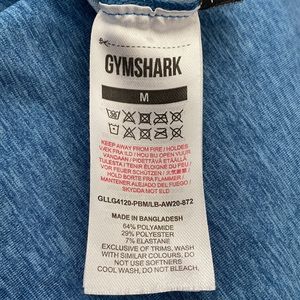 GYMSHARK
M
KEEP AWAY FROM FIRE / HOLDES
VÆK FRA ILD / HOU BIJ OPEN VUUR
VANDAAN / PIDETTÄVÄ ETÄÄLLÄ
TULESTA / TENIR ÉLOIGNÉ DU FEU /
VOR FEUER SCHÜTZEN /
HOLD BORTE FRA FLAMMER /
MANTENER ALEJADO DEL FUEGO /
SKYDDA MOT ELD
GLLG4120-PBM/LB-AW20-872
MADE IN BANGLADESH
64% POLYAMIDE
29% POLYESTER
7% ELASTANE
EXCLUSIVE OF TRIMS, WASH
WITH SIMILAR COLOURS, DO
NOT USE SOFTNERS
COOL WASH, DO NOT BLEACH.